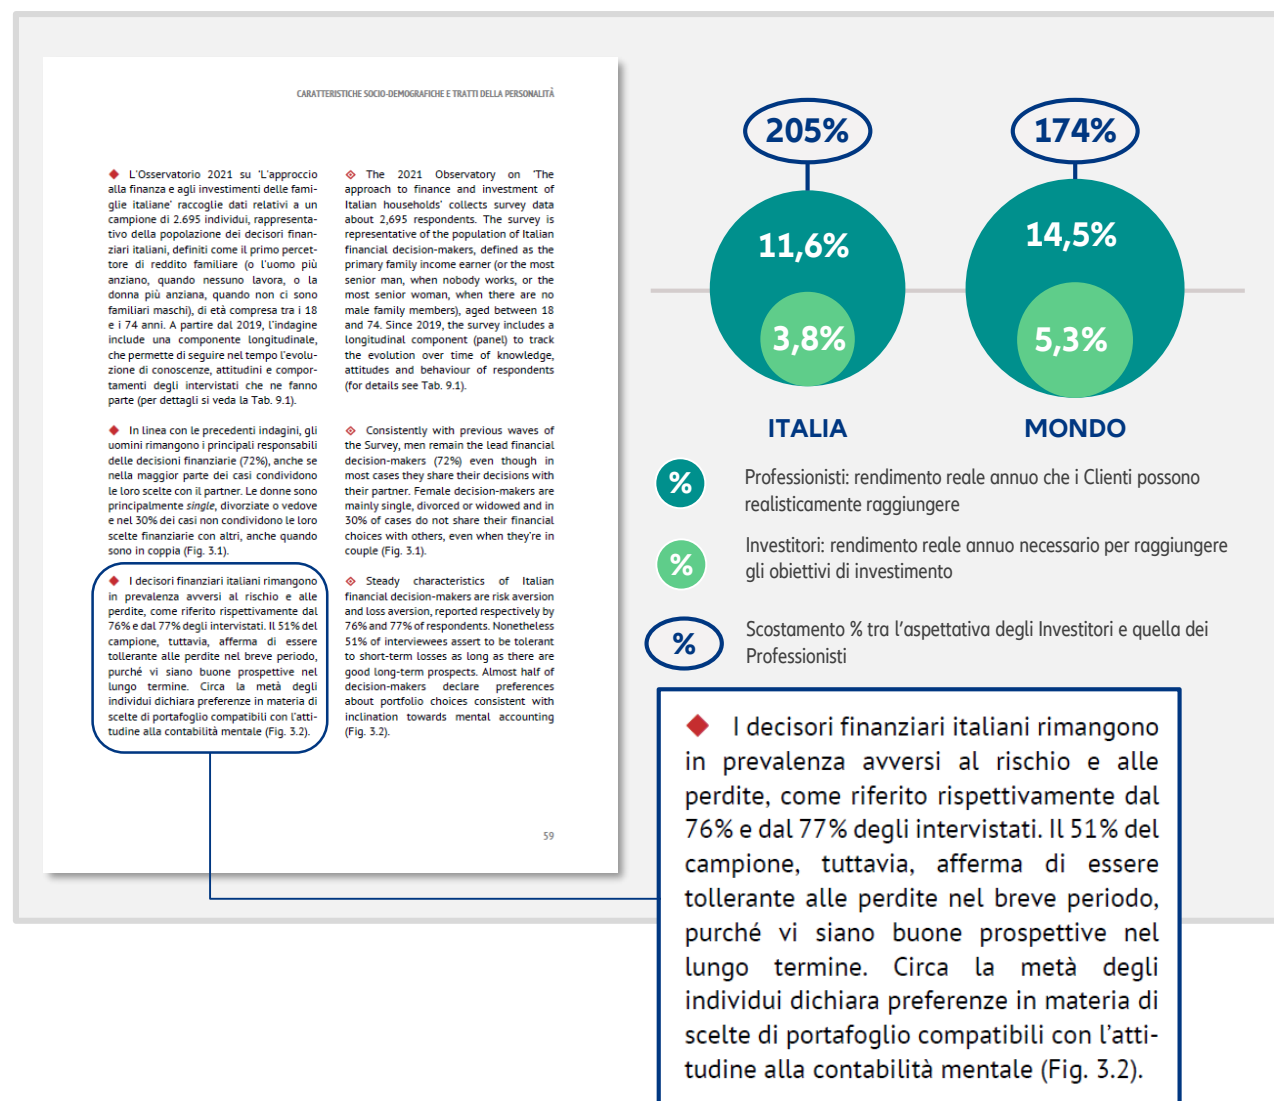 CARATTERISTICHE SOCIO-DEMOGRAFICHE E TRATTI DELLA PERSONALITÀ
◆ L'Osservatorio 2021 su 'L'approccio
alla finanza e agli investimenti delle fami-
glie italiane' raccoglie dati relativi a un
campione di 2.695 individui, rappresenta-
tivo della popolazione dei decisori finan-
ziari italiani, definiti come il primo percet-
tore di reddito familiare (o l'uomo più
anziano, quando nessuno lavora, o la
donna più anziana, quando non ci sono
familiari maschi), di età compresa tra i 18
e i 74 anni. A partire dal 2019, l'indagine
include una componente longitudinale,
che permette di seguire nel tempo l'evolu-
zione di conoscenze, attitudini e compor-
tamenti degli intervistati che ne fanno
parte (per dettagli si veda la Tab. 9.1).
◆ In linea con le precedenti indagini, gli
uomini rimangono i principali responsabili
delle decisioni finanziarie (72%), anche se
nella maggior parte dei casi condividono
le loro scelte con il partner. Le donne sono
principalmente single, divorziate o vedove
e nel 30% dei casi non condividono le loro
scelte finanziarie con altri, anche quando
sono in coppia (Fig. 3.1).
◆ I decisori finanziari italiani rimangono
in prevalenza avversi al rischio e alle
perdite, come riferito rispettivamente dal
76% e dal 77% degli intervistati. Il 51% del
campione, tuttavia, afferma di essere
tollerante alle perdite nel breve periodo,
purché vi siano buone prospettive nel
lungo termine. Circa la metà degli
individui dichiara preferenze in materia di
scelte di portafoglio compatibili con l'atti-
tudine alla contabilità mentale (Fig. 3.2).
◈ The 2021 Observatory on 'The
approach to finance and investment of
Italian households' collects survey data
about 2,695 respondents. The survey is
representative of the population of Italian
financial decision-makers, defined as the
primary family income earner (or the most
senior man, when nobody works, or the
most senior woman, when there are no
male family members), aged between 18
and 74. Since 2019, the survey includes a
longitudinal component (panel) to track
the evolution over time of knowledge,
attitudes and behaviour of respondents
(for details see Tab. 9.1).
◈ Consistently with previous waves of
the Survey, men remain the lead financial
decision-makers (72%) even though in
most cases they share their decisions with
their partner. Female decision-makers are
mainly single, divorced or widowed and in
30% of cases do not share their financial
choices with others, even when they're in
couple (Fig. 3.1).
◈ Steady characteristics of Italian
financial decision-makers are risk aversion
and loss aversion, reported respectively by
76% and 77% of respondents. Nonetheless
51% of interviewees assert to be tolerant
to short-term losses as long as there are
good long-term prospects. Almost half of
decision-makers declare preferences
about portfolio choices consistent with
inclination towards mental accounting
(Fig. 3.2).
59
205%
174%
11,6%
14,5%
3,8%
5,3%
ITALIA
MONDO
% Professionisti: rendimento reale annuo che i Clienti possono
realisticamente raggiungere
% Investitori: rendimento reale annuo necessario per raggiungere
gli obiettivi di investimento
% Scostamento % tra l'aspettativa degli Investitori e quella dei
Professionisti
◆ I decisori finanziari italiani rimangono
in prevalenza avversi al rischio e alle
perdite, come riferito rispettivamente dal
76% e dal 77% degli intervistati. Il 51% del
campione, tuttavia, afferma di essere
tollerante alle perdite nel breve periodo,
purché vi siano buone prospettive nel
lungo termine. Circa la metà degli
individui dichiara preferenze in materia di
scelte di portafoglio compatibili con l'atti-
tudine alla contabilità mentale (Fig. 3.2).